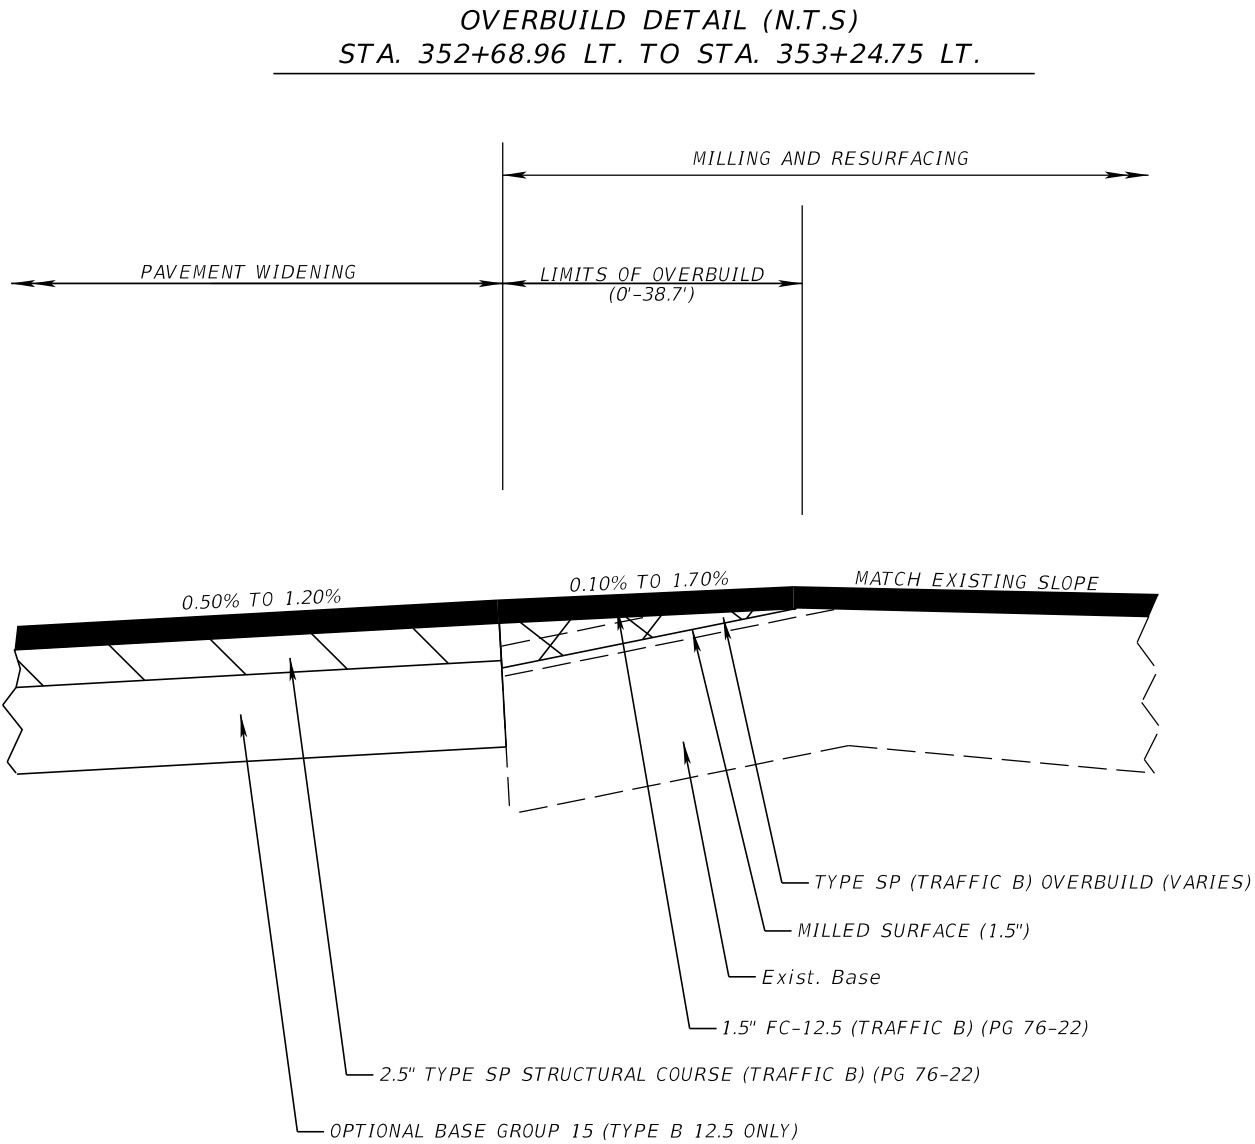 OVERBUILD DETAIL (N.T.S)
STA. 352+68.96 LT. TO STA. 353+24.75 LT.
MILLING AND RESURFACING
PAVEMENT WIDENING
LIMITS OF OVERBUILD
(0'-38.7')
0.50% TO 1.20%
0.10% TO 1.70%
MATCH EXISTING SLOPE
TYPE SP (TRAFFIC B) OVERBUILD (VARIES)
MILLED SURFACE (1.5")
Exist. Base
1.5" FC-12.5 (TRAFFIC B) (PG 76-22)
2.5" TYPE SP STRUCTURAL COURSE (TRAFFIC B) (PG 76-22)
OPTIONAL BASE GROUP 15 (TYPE B 12.5 ONLY)